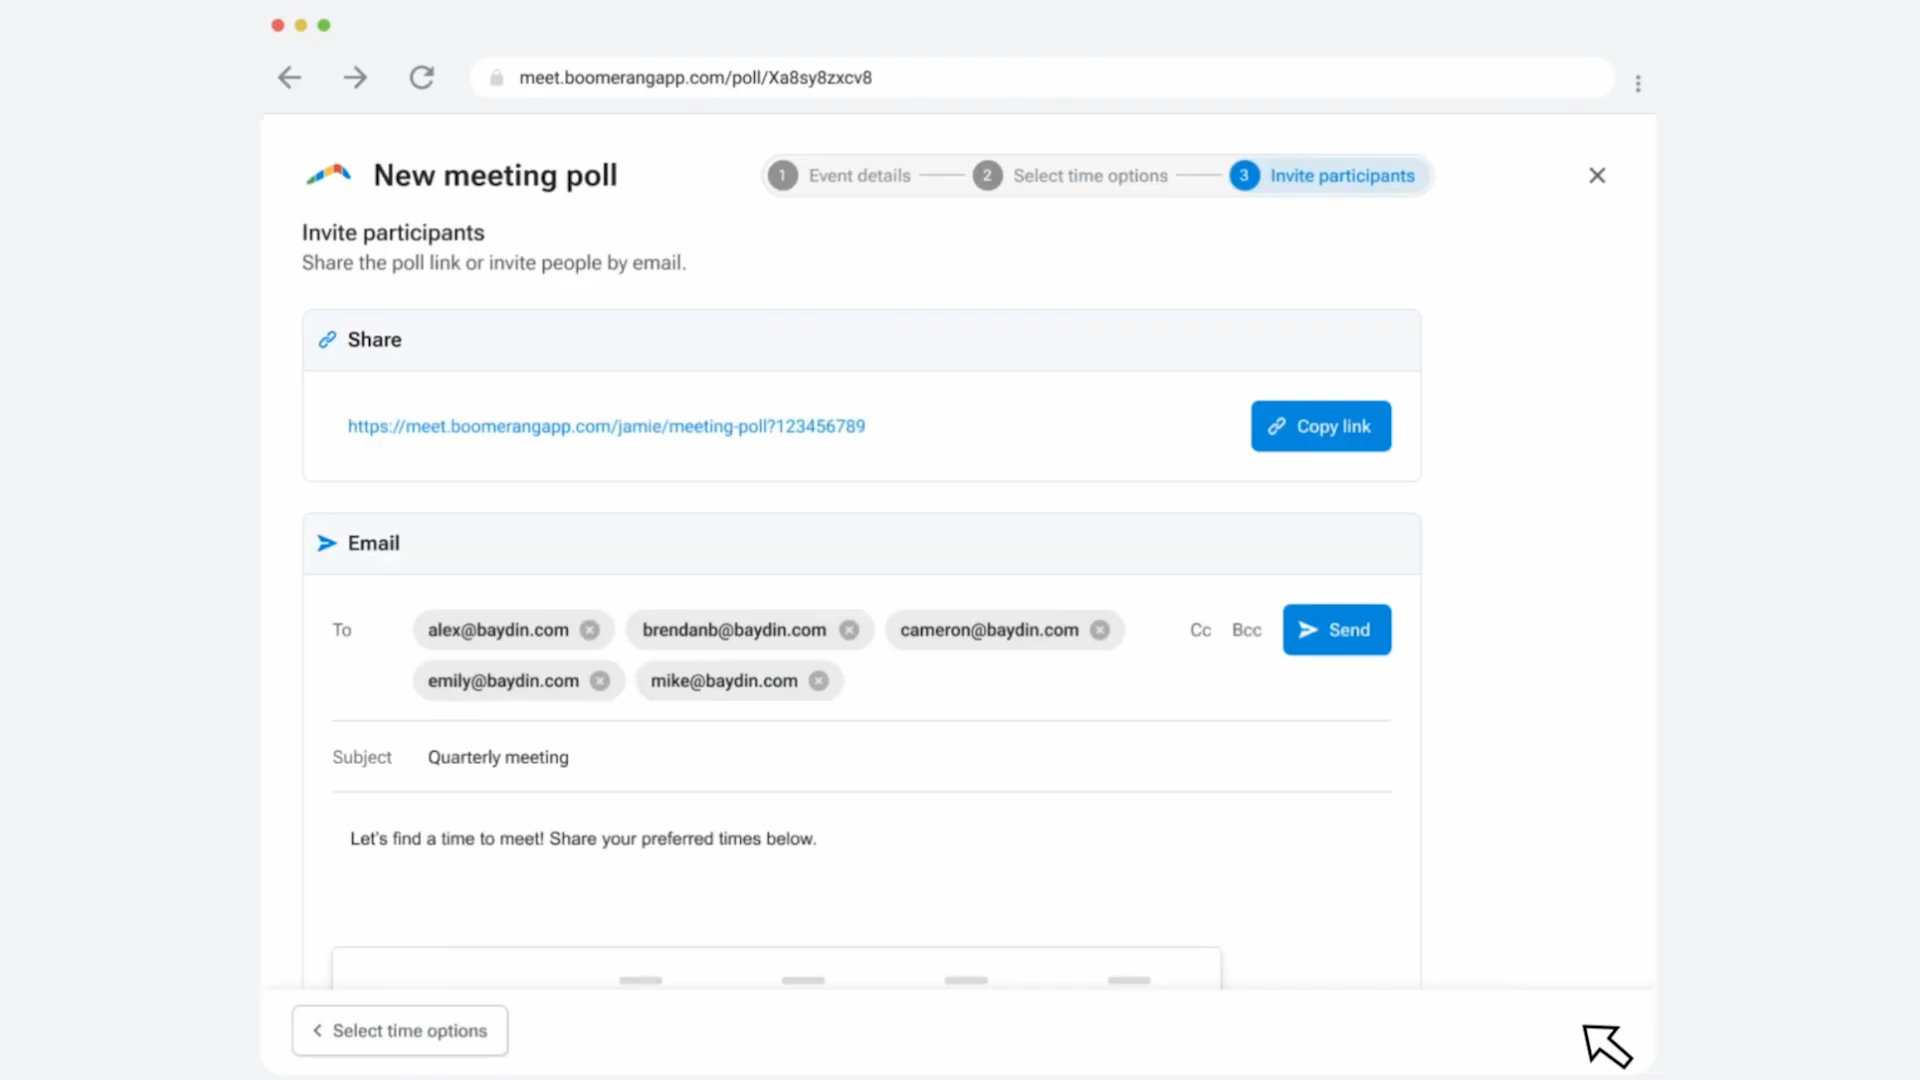 meet.boomerangapp.com/poll/Xa8sy8zxcv8
New meeting poll
1 Event details 2 Select time options 3 Invite participants
Invite participants
Share the poll link or invite people by email.
Share
https://meet.boomerangapp.com/jamie/meeting-poll?123456789
Copy link
Email
To alex@baydin.com brendanb@baydin.com cameron@baydin.com Cc Bcc Send
emily@baydin.com mike@baydin.com
Subject Quarterly meeting
Let's find a time to meet! Share your preferred times below.
Select time options